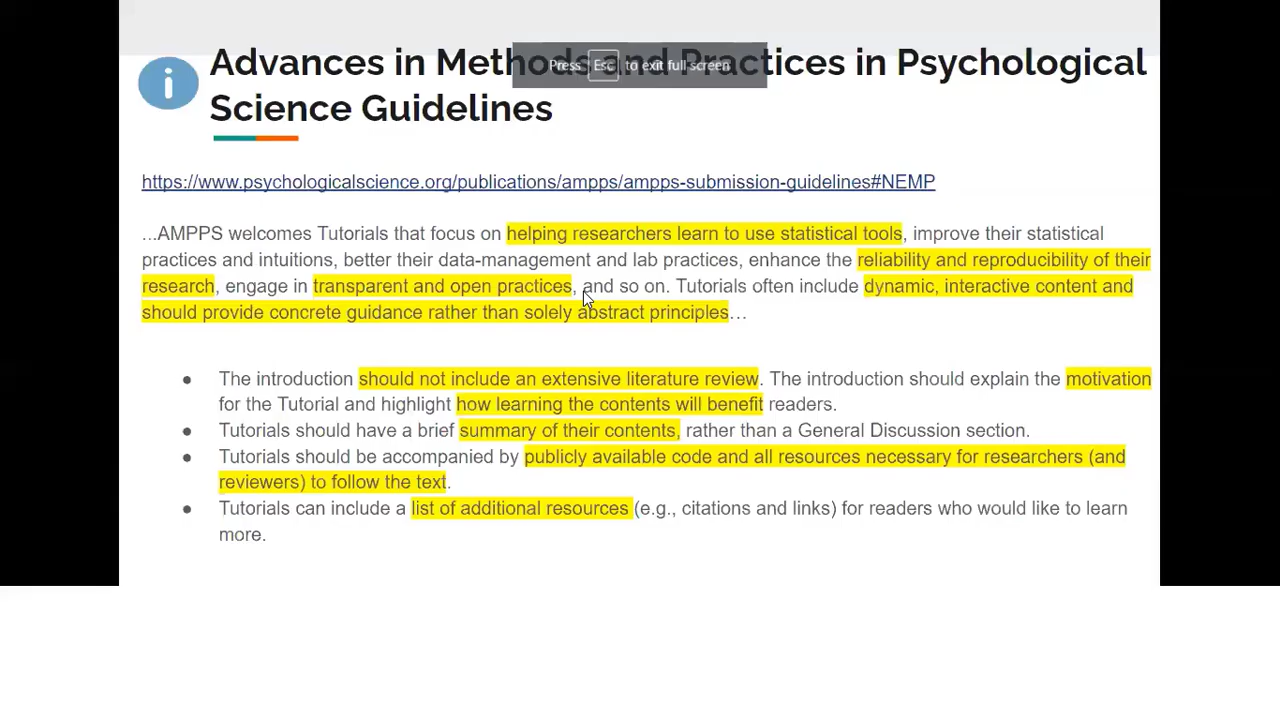 Advances in Methods and Practices in Psychological
Press Esc to exit full screen
Science Guidelines
https://www.psychologicalscience.org/publications/ampps/ampps-submission-guidelines#NEMP
...AMPPS welcomes Tutorials that focus on helping researchers learn to use statistical tools, improve their statistical
practices and intuitions, better their data-management and lab practices, enhance the reliability and reproducibility of their
research, engage in transparent and open practices, and so on. Tutorials often include dynamic, interactive content and
should provide concrete guidance rather than solely abstract principles...
● The introduction should not include an extensive literature review. The introduction should explain the motivation
for the Tutorial and highlight how learning the contents will benefit readers.
● Tutorials should have a brief summary of their contents, rather than a General Discussion section.
● Tutorials should be accompanied by publicly available code and all resources necessary for researchers (and
reviewers) to follow the text.
● Tutorials can include a list of additional resources (e.g., citations and links) for readers who would like to learn
more.